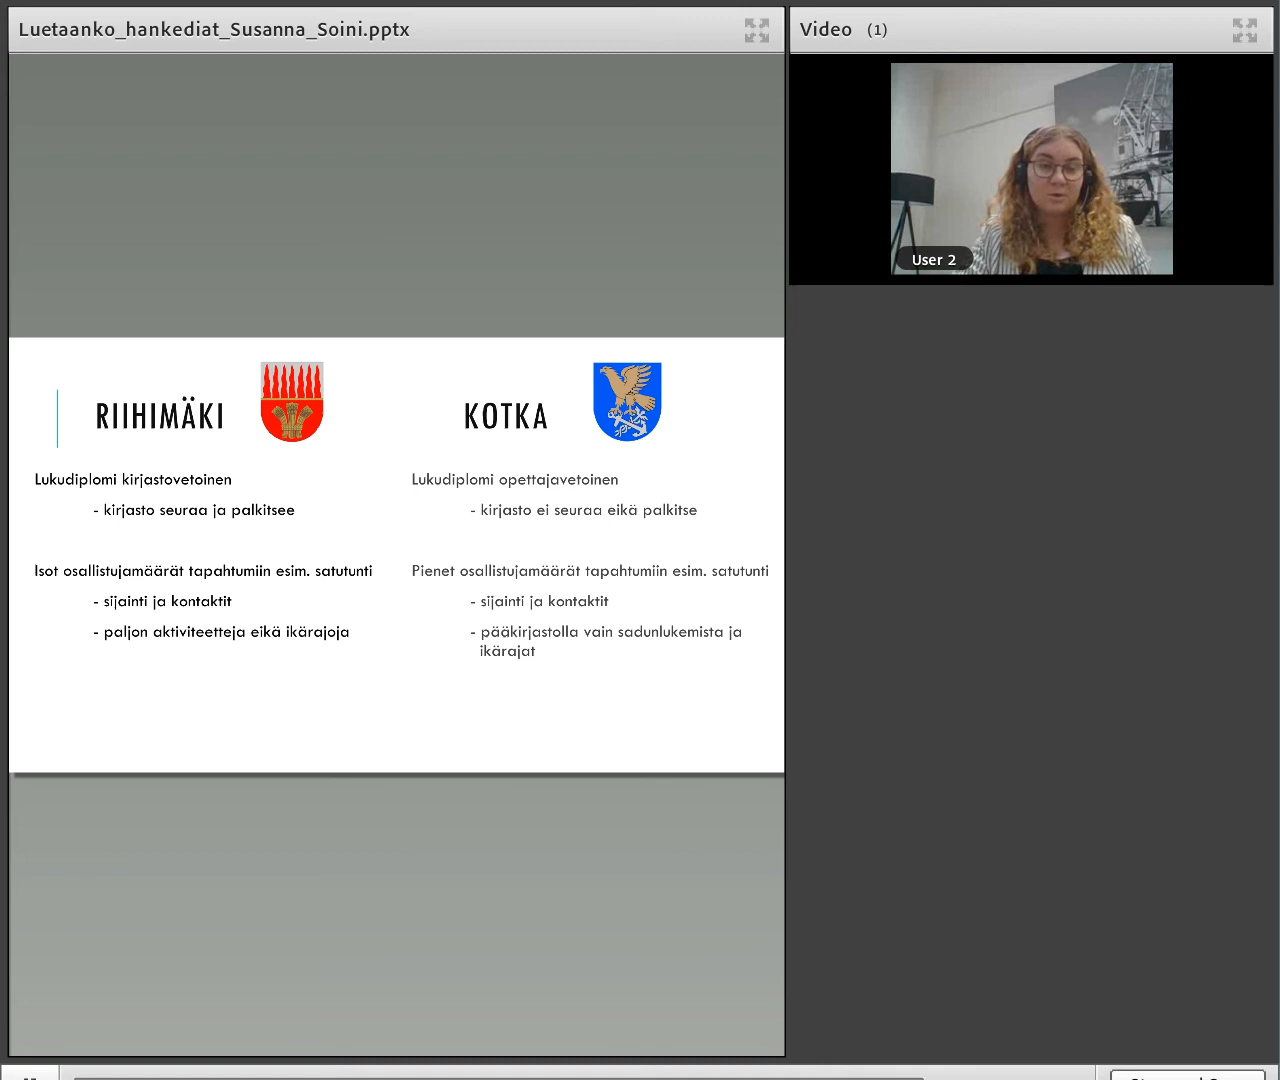 Luetaanko_hankediat_Susanna_Soini.pptx
Video (1)
User 2
RIIHIMÄKI
Lukudiplomi kirjastovetoinen
- kirjasto seuraa ja palkitsee
Isot osallistujamäärät tapahtumiin esim. satutunti
- sijainti ja kontaktit
- paljon aktiviteetteja eikä ikärajoja
KOTKA
Lukudiplomi opettajavetoinen
- kirjasto ei seuraa eikä palkitse
Pienet osallistujamäärät tapahtumiin esim. satutunti
- sijainti ja kontaktit
- pääkirjastolla vain sadunlukemista ja
ikärajat